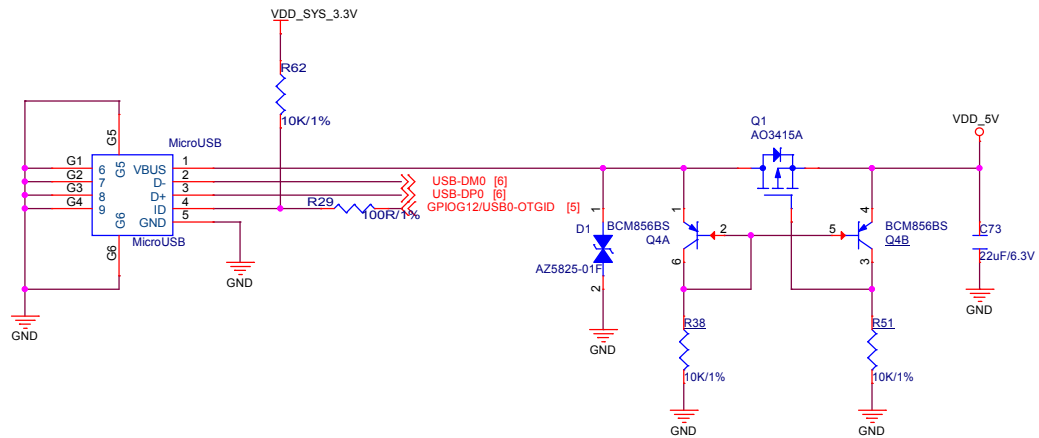 VDD_SYS_3.3V
R62
10K/1%
Q1
AO3415A
VDD_5V
MicroUSB
G5
G1
G2
G3
G4
6
7
8
9
G5
G6
VBUS
D-
D+
ID
GND
1
2
3
4
5
MicroUSB
G6
USB-DM0 [6]
USB-DP0 [6]
GPIOG12/USB0-OTGID [5]
R29
100R/1%
GND
GND
1
D1
AZ5825-01F
2
GND
BCM856BS
Q4A
1
2
6
5
4
3
BCM856BS
Q4B
C73
22uF/6.3V
GND
R38
10K/1%
GND
R51
10K/1%
GND